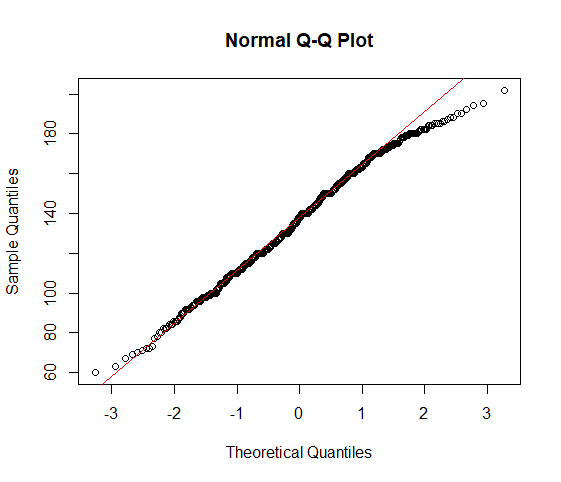 Normal Q-Q Plot
Sample Quantiles
180
140
100
80
60
-3 -2 -1 0 1 2 3
Theoretical Quantiles